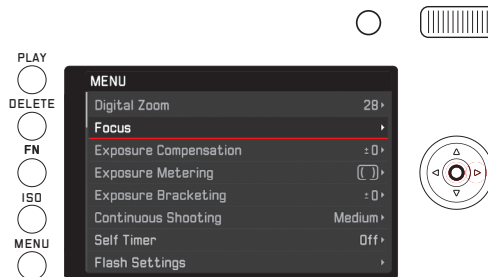 PLAY
DELETE
FN
ISO
MENU
MENU
Digital Zoom 28
Focus
Exposure Compensation ±0
Exposure Metering
Exposure Bracketing ±0
Continuous Shooting Medium
Self Timer Off
Flash Settings